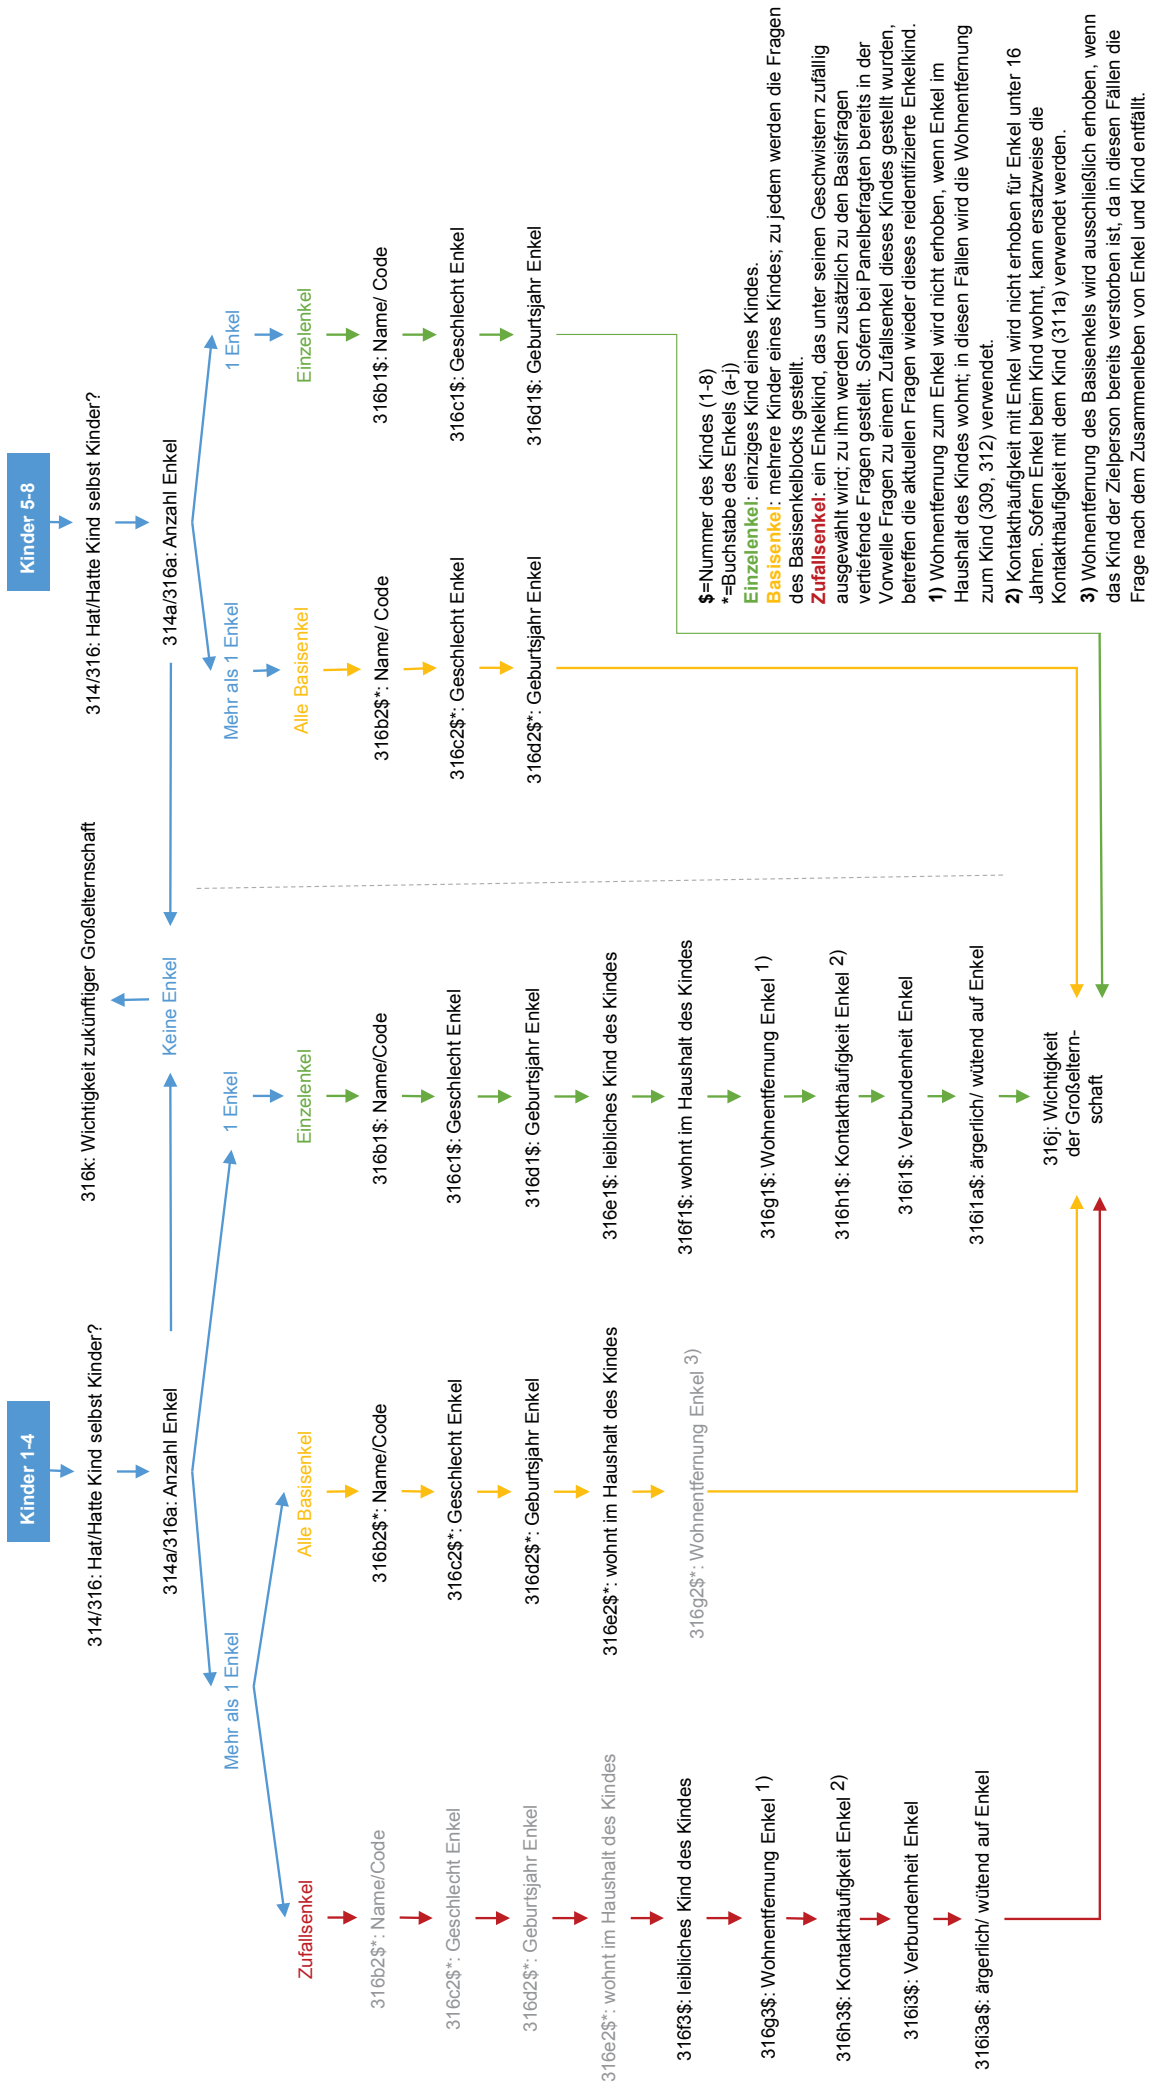 Kinder 1-4
314/316: Hat/Hatte Kind selbst Kinder?
314a/316a: Anzahl Enkel
Mehr als 1 Enkel
1 Enkel
Keine Enkel
316k: Wichtigkeit zukünftiger Großelternschaft
Zufallsenkel
316b2$*: Name/Code
316c2$*: Geschlecht Enkel
316d2$*: Geburtsjahr Enkel
316e2$*: wohnt im Haushalt des Kindes
316f3$: leibliches Kind des Kindes
316g3$: Wohnentfernung Enkel 1)
316h3$: Kontakthäufigkeit Enkel 2)
316i3$: Verbundenheit Enkel
316i3a$: ärgerlich/ wütend auf Enkel
Alle Basisenkel
316b2$*: Name/Code
316c2$*: Geschlecht Enkel
316d2$*: Geburtsjahr Enkel
316e2$*: wohnt im Haushalt des Kindes
316g2$*: Wohnentfernung Enkel 3)
Einzelenkel
316b1$: Name/Code
316c1$: Geschlecht Enkel
316d1$: Geburtsjahr Enkel
316e1$: leibliches Kind des Kindes
316f1$: wohnt im Haushalt des Kindes
316g1$: Wohnentfernung Enkel 1)
316h1$: Kontakthäufigkeit Enkel 2)
316i1$: Verbundenheit Enkel
316i1a$: ärgerlich/ wütend auf Enkel
316j: Wichtigkeit
der Großeltern-
schaft
Kinder 5-8
314/316: Hat/Hatte Kind selbst Kinder?
314a/316a: Anzahl Enkel
Mehr als 1 Enkel
1 Enkel
Alle Basisenkel
316b2$*: Name/ Code
316c2$*: Geschlecht Enkel
316d2$*: Geburtsjahr Enkel
Einzelenkel
316b1$: Name/ Code
316c1$: Geschlecht Enkel
316d1$: Geburtsjahr Enkel
$=Nummer des Kindes (1-8)
*=Buchstabe des Enkels (a-j)
Einzelenkel: einziges Kind eines Kindes.
Basisenkel: mehrere Kinder eines Kindes; zu jedem werden die Fragen
des Basisenkelblocks gestellt.
Zufallsenkel: ein Enkelkind, das unter seinen Geschwistern zufällig
ausgewählt wird; zu ihm werden zusätzlich zu den Basisfragen
vertiefende Fragen gestellt. Sofern bei Panelbefragten bereits in der
Vorwelle Fragen zu einem Zufallsenkel dieses Kindes gestellt wurden,
betreffen die aktuellen Fragen wieder dieses reidentifizierte Enkelkind.
1) Wohnentfernung zum Enkel wird nicht erhoben, wenn Enkel im
Haushalt des Kindes wohnt; in diesen Fällen wird die Wohnentfernung
zum Kind (309, 312) verwendet.
2) Kontakthäufigkeit mit Enkel wird nicht erhoben für Enkel unter 16
Jahren. Sofern Enkel beim Kind wohnt, kann ersatzweise die
Kontakthäufigkeit mit dem Kind (311a) verwendet werden.
3) Wohnentfernung des Basisenkels wird ausschließlich erhoben, wenn
das Kind der Zielperson bereits verstorben ist, da in diesen Fällen die
Frage nach dem Zusammenleben von Enkel und Kind entfällt.